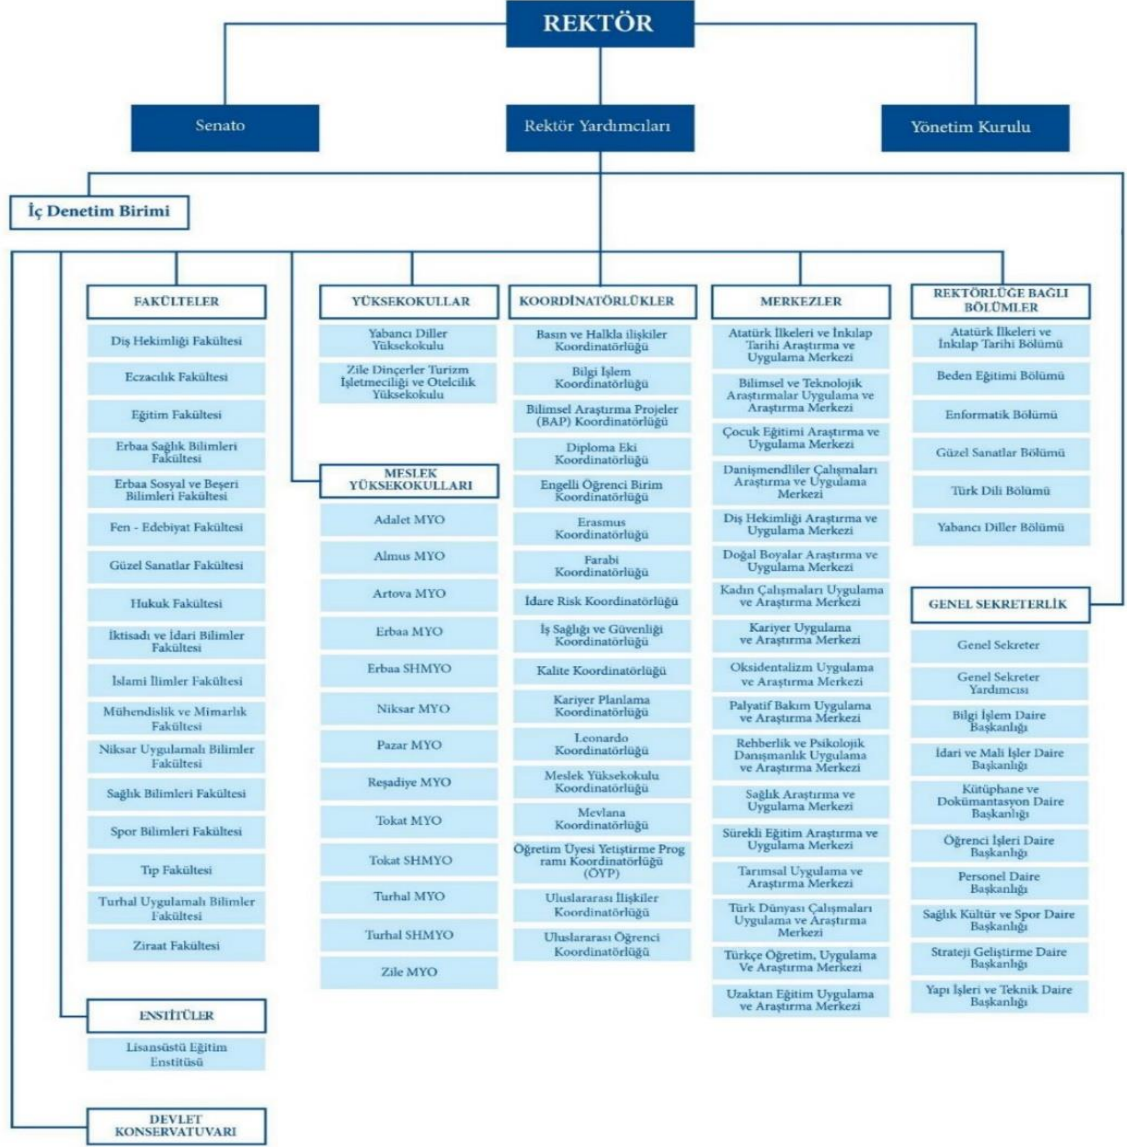 REKTÖR
Senato
Rektör Yardımcıları
Yönetim Kurulu
İç Denetim Birimi
FAKÜLTELER
Diş Hekimliği Fakültesi
Eczacılık Fakültesi
Eğitim Fakültesi
Erbaa Sağlık Bilimleri
Fakültesi
Erbaa Sosyal ve Beşeri
Bilimleri Fakültesi
Fen - Edebiyat Fakültesi
Güzel Sanatlar Fakültesi
Hukuk Fakültesi
İktisadı ve İdari Bilimler
Fakültesi
İslami İlimler Fakültesi
Mühendislik ve Mimarlık
Fakültesi
Niksar Uygulamalı Bilimler
Fakültesi
Sağlık Bilimleri Fakültesi
Spor Bilimleri Fakültesi
Tıp Fakültesi
Turhal Uygulamalı Bilimler
Fakültesi
Ziraat Fakültesi
ENSTİTÜLER
Lisansüstü Eğitim
Enstitüsü
DEVLET
KONSERVATUVARI
YÜKSEKOKULLAR
Yabancı Diller
Yüksekokulu
Zile Dinçerler Turizm
İşletmeciliği ve Otelcilik
Yüksekokulu
MESLEK
YÜKSEKOKULLARI
Adalet MYO
Almus MYO
Artova MYO
Erbaa MYO
Erbaa SHMYO
Niksar MYO
Pazar MYO
Reşadiye MYO
Tokat MYO
Tokat SHMYO
Turhal MYO
Turhal SHMYO
Zile MYO
KOORDİNATÖRLÜKLER
Basın ve Halkla ilişkiler
Koordinatörlüğü
Bilgi İşlem
Koordinatörlüğü
Bilimsel Araştırma Projeler
(BAP) Koordinatörlüğü
Diploma Eki
Koordinatörlüğü
Engelli Öğrenci Birim
Koordinatörlüğü
Erasmus
Koordinatörlüğü
Farabi
Koordinatörlüğü
İdare Risk Koordinatörlüğü
İş Sağlığı ve Güvenliği
Koordinatörlüğü
Kalite Koordinatörlüğü
Kariyer Planlama
Koordinatörlüğü
Leonardo
Koordinatörlüğü
Meslek Yüksekokulu
Koordinatörlüğü
Mevlana
Koordinatörlüğü
Öğretim Üyesi Yetiştirme Prog
ramı Koordinatörlüğü
(ÖYP)
Uluslararası İlişkiler
Koordinatörlüğü
Uluslararası Öğrenci
Koordinatörlüğü
MERKEZLER
Atatürk İlkeleri ve İnkılap
Tarihi Araştırma ve
Uygulama Merkezi
Bilimsel ve Teknolojik
Araştırmalar Uygulama ve
Araştırma Merkezi
Çocuk Eğitimi Araştırma ve
Uygulama Merkezi
Danişmendliler Çalışmaları
Araştırma ve Uygulama
Merkezi
Diş Hekimliği Araştırma ve
Uygulama Merkezi
Doğal Boyalar Araştırma ve
Uygulama Merkezi
Kadın Çalışmaları Uygulama
ve Araştırma Merkezi
Kariyer Uygulama
ve Araştırma Merkezi
Oksidentalizm Uygulama
ve Araştırma Merkezi
Palyatif Bakım Uygulama
ve Araştırma Merkezi
Rehberlik ve Psikolojik
Danışmanlık Uygulama
ve Araştırma Merkezi
Sağlık Araştırma ve
Uygulama Merkezi
Sürekli Eğitim Araştırma ve
Uygulama Merkezi
Tarımsal Uygulama ve
Araştırma Merkezi
Türk Dünyası Çalışmaları
Uygulama ve Araştırma
Merkezi
Türkçe Öğretim, Uygulama
Ve Araştırma Merkezi
Uzaktan Eğitim Uygulama
ve Araştırma Merkezi
REKTÖRLÜĞE BAĞLI
BÖLÜMLER
Atatürk İlkeleri ve
İnkılap Tarihi Bölümü
Beden Eğitimi Bölümü
Enformatik Bölümü
Güzel Sanatlar Bölümü
Türk Dili Bölümü
Yabancı Diller Bölümü
GENEL SEKRETERLİK
Genel Sekreter
Genel Sekreter
Yardımcısı
Bilgi İşlem Daire
Başkanlığı
İdari ve Mali İşler Daire
Başkanlığı
Kütüphane ve
Dokümantasyon Daire
Başkanlığı
Öğrenci İşleri Daire
Başkanlığı
Personel Daire
Başkanlığı
Sağlık Kültür ve Spor Daire
Başkanlığı
Strateji Geliştirme Daire
Başkanlığı
Yapı İşleri ve Teknik Daire
Başkanlığı